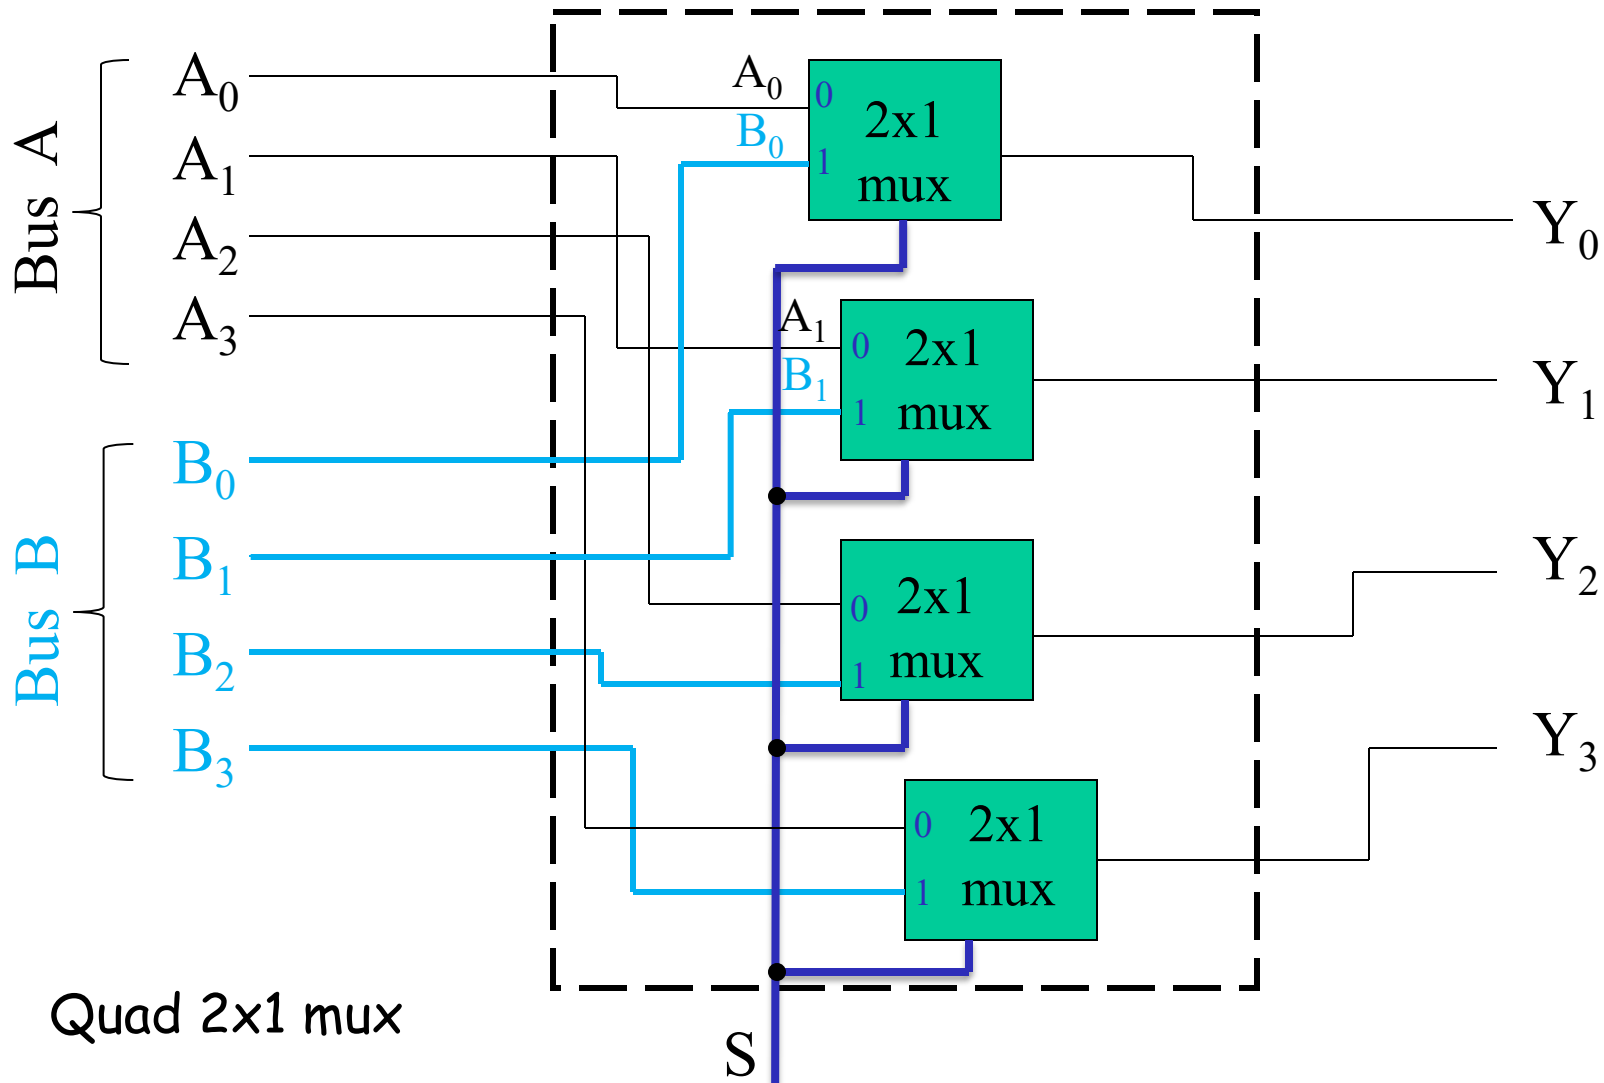 Bus A
A0
A1
A2
A3
Bus B
B0
B1
B2
B3
A0
B0
0
1
2x1
mux
A1
B1
0
1
2x1
mux
0
1
2x1
mux
0
1
2x1
mux
Y0
Y1
Y2
Y3
Quad 2x1 mux
S